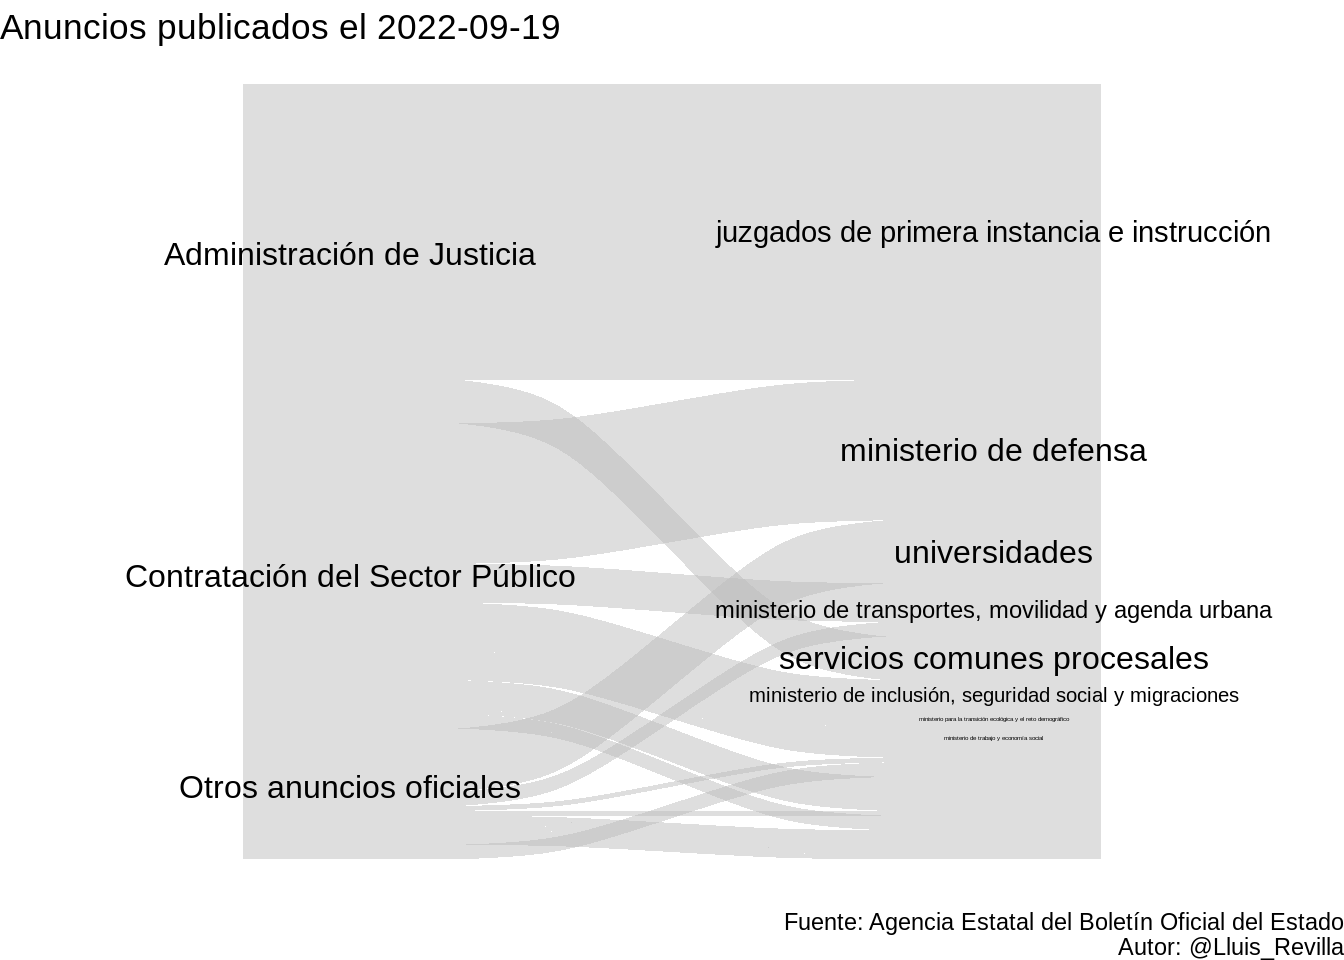 Anuncios publicados el 2022-09-19
Administración de Justicia
juzgados de primera instancia e instrucción
ministerio de defensa
universidades
Contratación del Sector Público
ministerio de transportes, movilidad y agenda urbana
servicios comunes procesales
ministerio de inclusión, seguridad social y migraciones
ministerio para la transición ecológica y el reto demográfico
ministerio de trabajo y economía social
Otros anuncios oficiales
Fuente: Agencia Estatal del Boletín Oficial del Estado
Autor: @Lluis_Revilla